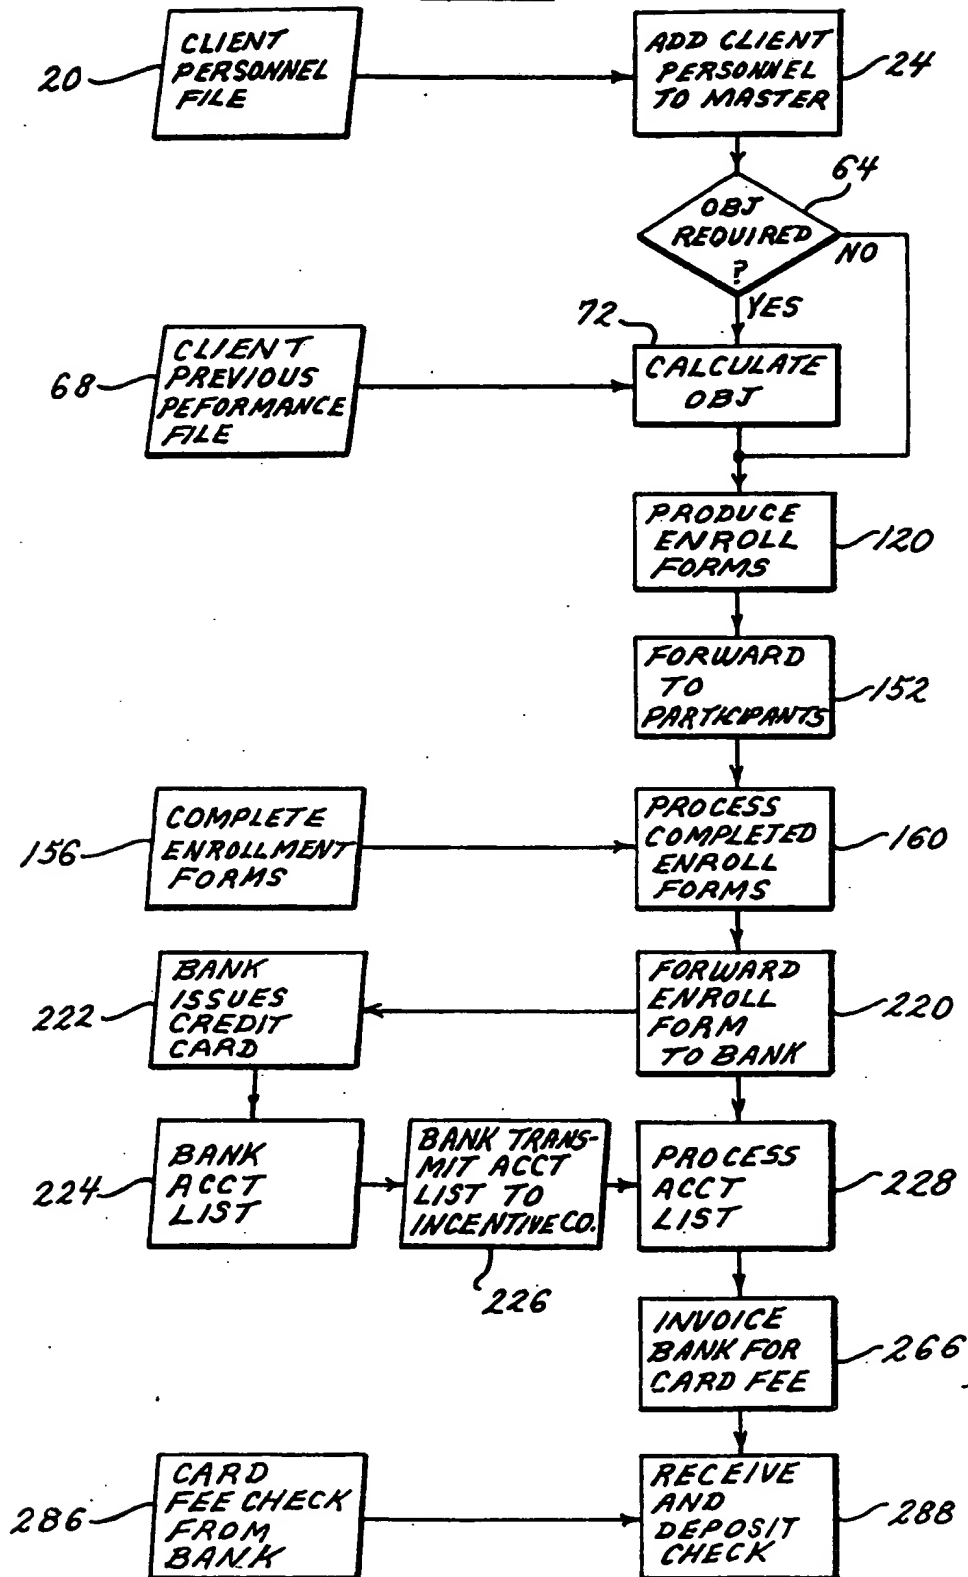 CLIENT
PERSONNEL
FILE
20
ADD CLIENT
PERSONNEL
TO MASTER
24
OBJ
REQUIRED
?
64
NO
YES
72
CLIENT
PREVIOUS
PEFORMANCE
FILE
68
CALCULATE
OBJ
PRODUCE
ENROLL
FORMS
120
FORWARD
TO
PARTICIPANTS
152
COMPLETE
ENROLLMENT
FORMS
156
PROCESS
COMPLETED
ENROLL
FORMS
160
BANK
ISSUES
CREDIT
CARD
222
FORWARD
ENROLL
FORM
TO BANK
220
BANK
ACCT
LIST
224
BANK TRANS-
MIT ACCT
LIST TO
INCENTIVE CO.
226
PROCESS
ACCT
LIST
228
INVOICE
BANK FOR
CARD FEE
266
CARD
FEE CHECK
FROM
BANK
286
RECEIVE
AND
DEPOSIT
CHECK
288